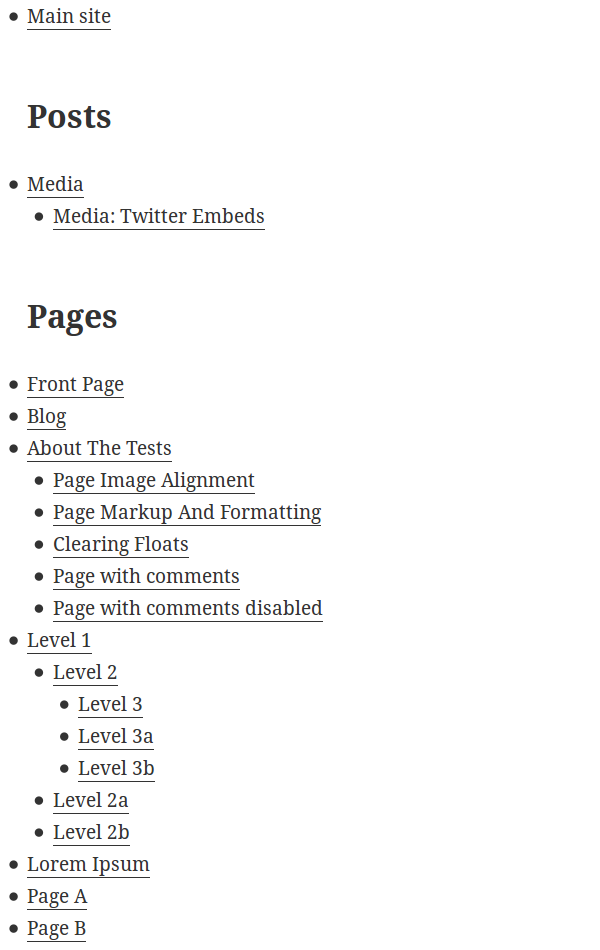 Main site
Posts
Media
Media: Twitter Embeds
Pages
Front Page
Blog
About The Tests
Page Image Alignment
Page Markup And Formatting
Clearing Floats
Page with comments
Page with comments disabled
Level 1
Level 2
Level 3
Level 3a
Level 3b
Level 2a
Level 2b
Lorem Ipsum
Page A
Page B